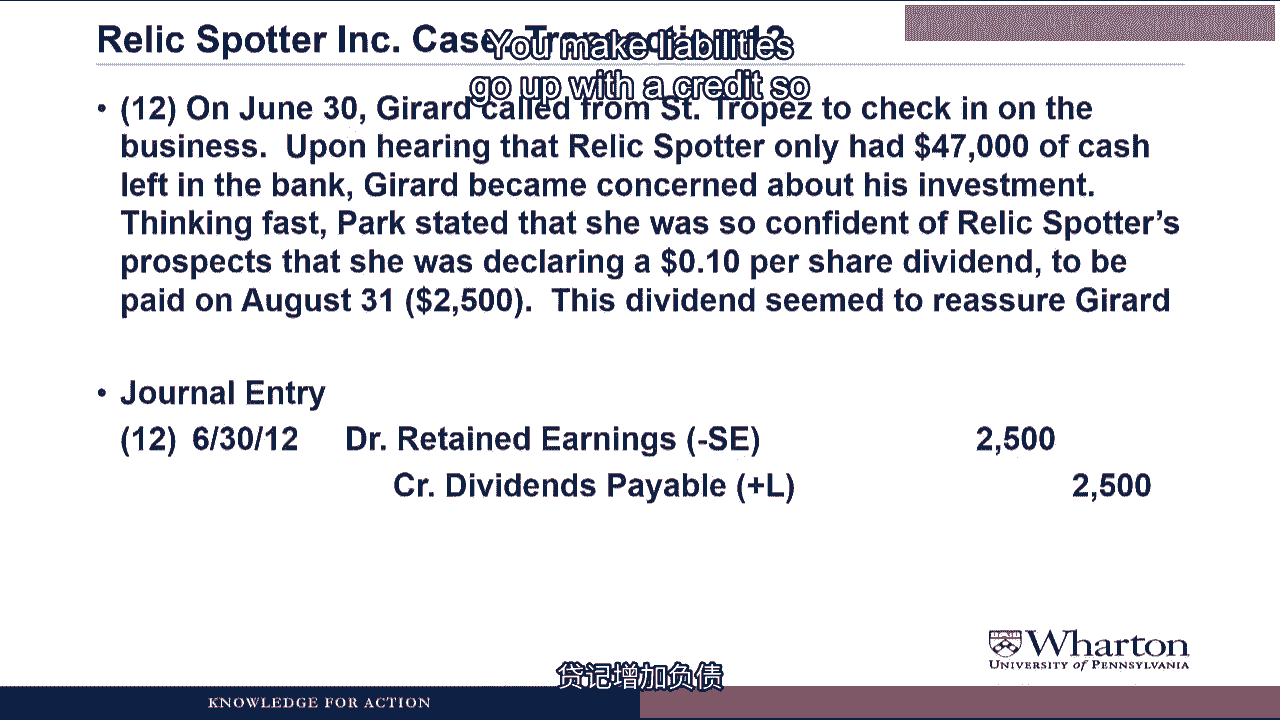 Relic Spotter Inc. Case: Transaction 12
You make liabilities
go up with a credit so
• (12) On June 30, Girard called from St. Tropez to check in on the
business. Upon hearing that Relic Spotter only had $47,000 of cash
left in the bank, Girard became concerned about his investment.
Thinking fast, Park stated that she was so confident of Relic Spotter's
prospects that she was declaring a $0.10 per share dividend, to be
paid on August 31 ($2,500). This dividend seemed to reassure Girard
• Journal Entry
(12) 6/30/12 Dr. Retained Earnings (-SE) 2,500
Cr. Dividends Payable (+L) 2,500
Wharton
UNIVERSITY of PENNSYLVANIA
贷记增加负债
KNOWLEDGE FOR ACTION